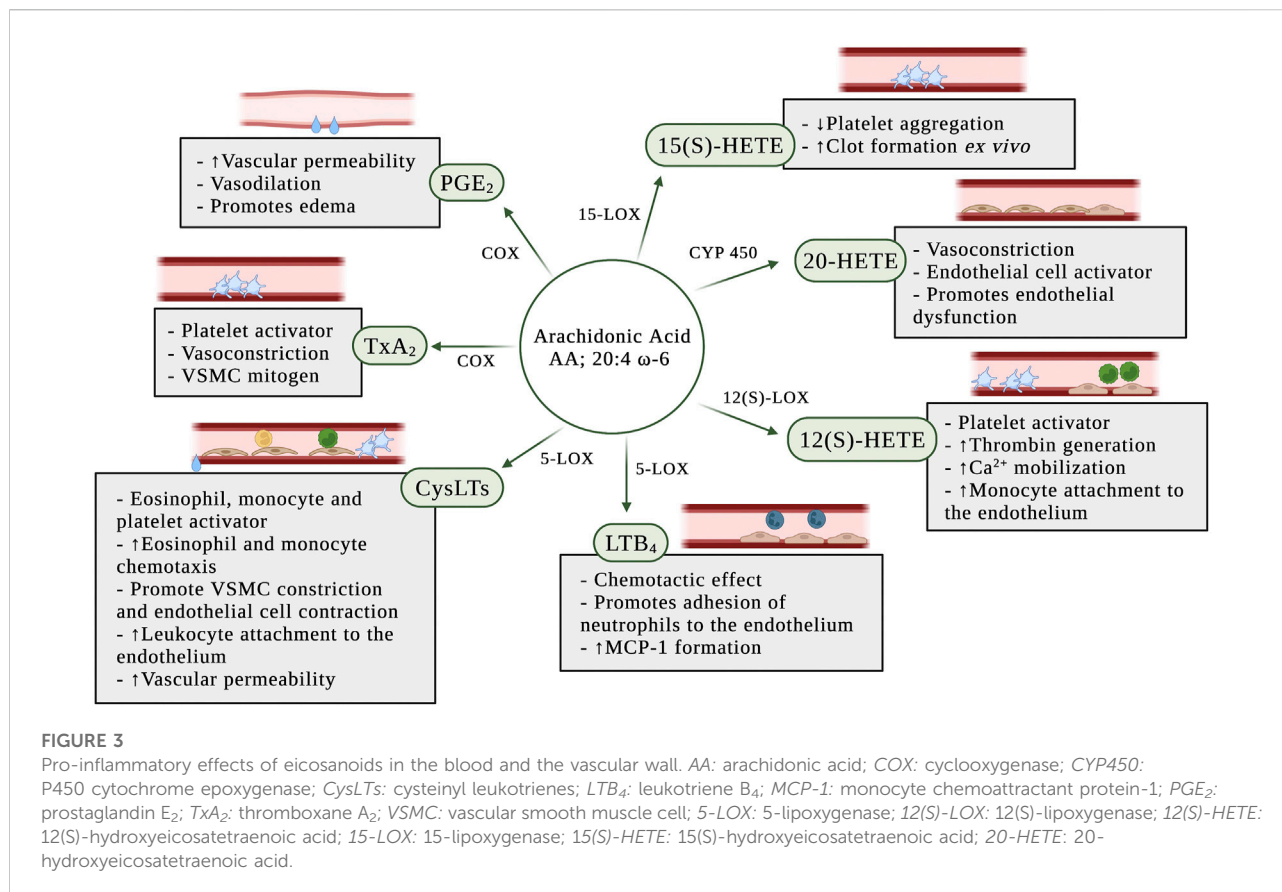 ↓Platelet aggregation
- ↑Clot formation ex vivo
15(S)-HETE
15-LOX
- ↑Vascular permeability
- Vasodilation
- Promotes edema
PGE₂
COX
CYP 450
20-HETE
- Vasoconstriction
- Endothelial cell activator
- Promotes endothelial
dysfunction
- Platelet activator
- Vasoconstriction
- VSMC mitogen
TxA₂
COX
Arachidonic Acid
AA; 20:4 ω-6
12(S)-LOX
12(S)-HETE
- Platelet activator
- ↑Thrombin generation
- ↑Ca²⁺ mobilization
- ↑Monocyte attachment to
the endothelium
5-LOX
CysLTs
- Eosinophil, monocyte and
platelet activator
- ↑Eosinophil and monocyte
chemotaxis
- Promote VSMC constriction
and endothelial cell contraction
- ↑Leukocyte attachment to the
endothelium
- ↑Vascular permeability
5-LOX
LTB₄
- Chemotactic effect
- Promotes adhesion of
neutrophils to the endothelium
- ↑MCP-1 formation
FIGURE 3
Pro-inflammatory effects of eicosanoids in the blood and the vascular wall. AA: arachidonic acid; COX: cyclooxygenase; CYP450:
P450 cytochrome epoxygenase; CysLTs: cysteinyl leukotrienes; LTB₄: leukotriene B₄; MCP-1: monocyte chemoattractant protein-1; PGE₂:
prostaglandin E₂; TxA₂: thromboxane A₂; VSMC: vascular smooth muscle cell; 5-LOX: 5-lipoxygenase; 12(S)-LOX: 12(S)-lipoxygenase; 12(S)-HETE:
12(S)-hydroxyeicosatetraenoic acid; 15-LOX: 15-lipoxygenase; 15(S)-HETE: 15(S)-hydroxyeicosatetraenoic acid; 20-HETE: 20-
hydroxyeicosatetraenoic acid.